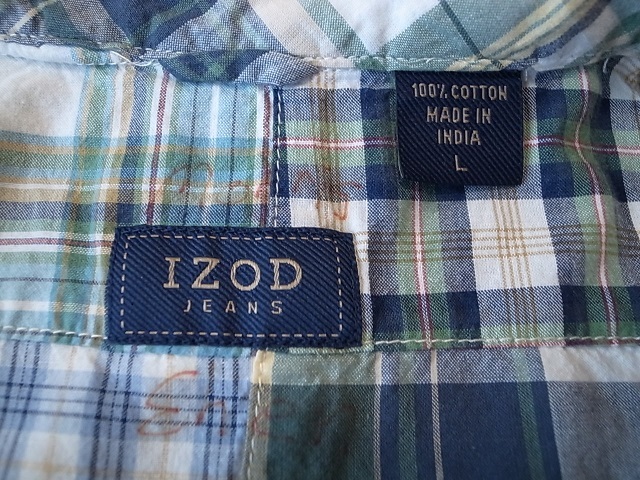 100% COTTON
MADE IN
INDIA
L
IZOD
JEANS